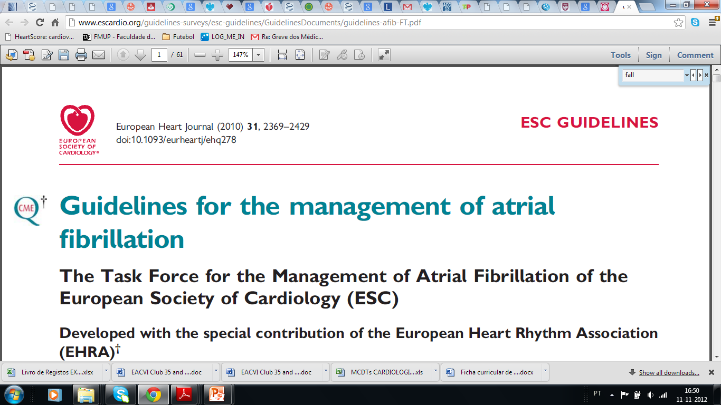 www.escardio.org/guidelines-surveys/esc-guidelines/GuidelinesDocuments/guidelines-afib-FT.pdf
HeartScore: cardiov... FMUP - Faculdade d... Futebol LOG_ME_IN Re: Greve dos Médic...
1 / 61 147% Tools Sign Comment
fall
EUROPEAN
SOCIETY OF
CARDIOLOGY®
European Heart Journal (2010) 31, 2369–2429
doi:10.1093/eurheartj/ehq278
ESC GUIDELINES
CME †
Guidelines for the management of atrial
fibrillation
The Task Force for the Management of Atrial Fibrillation of the
European Society of Cardiology (ESC)
Developed with the special contribution of the European Heart Rhythm Association
(EHRA)†
Livro de Registos EX....xlsx EACVI Club 35 and ....doc EACVI Club 35 and ....doc MCDTs CARDIOLOGI....xls Ficha curricular de ....docx Show all downloads...
PT 16:50
11-11-2012